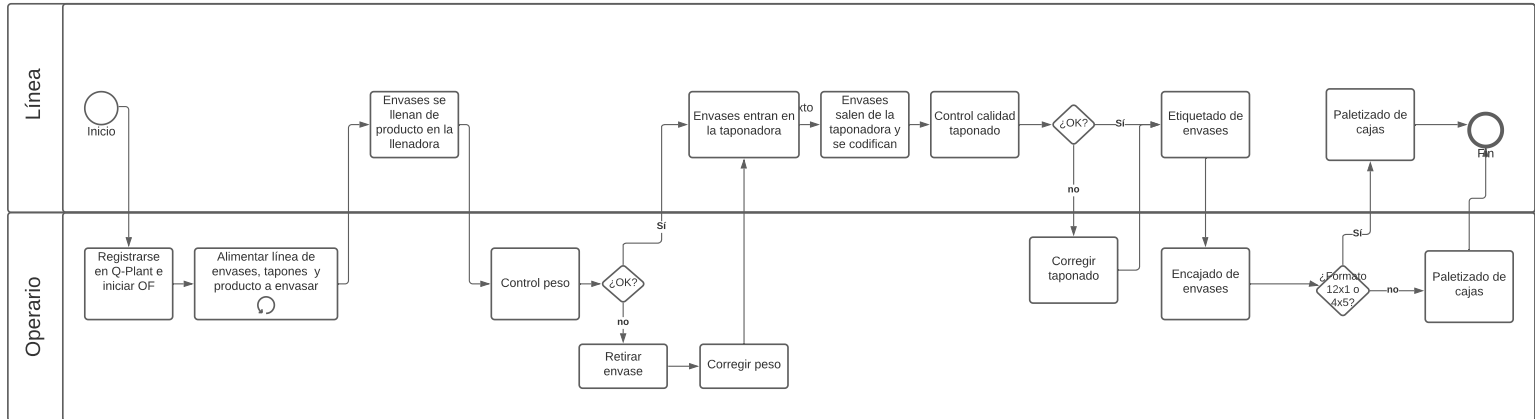 Línea
Inicio
Envases se
llenan de
producto en la
llenadora
Envases entran en
la taponadora
xto
Envases
salen de la
taponadora y
se codifican
Control calidad
taponado
¿OK?
Sí
no
Etiquetado de
envases
Paletizado de
cajas
Fin
Operario
Registrarse
en Q-Plant e
iniciar OF
Alimentar línea de
envases, tapones y
producto a envasar
Control peso
¿OK?
Sí
no
Retirar
envase
Corregir peso
Corregir
taponado
Encajado de
envases
¿Formato
12x1 o
4x5?
Sí
no
Paletizado de
cajas